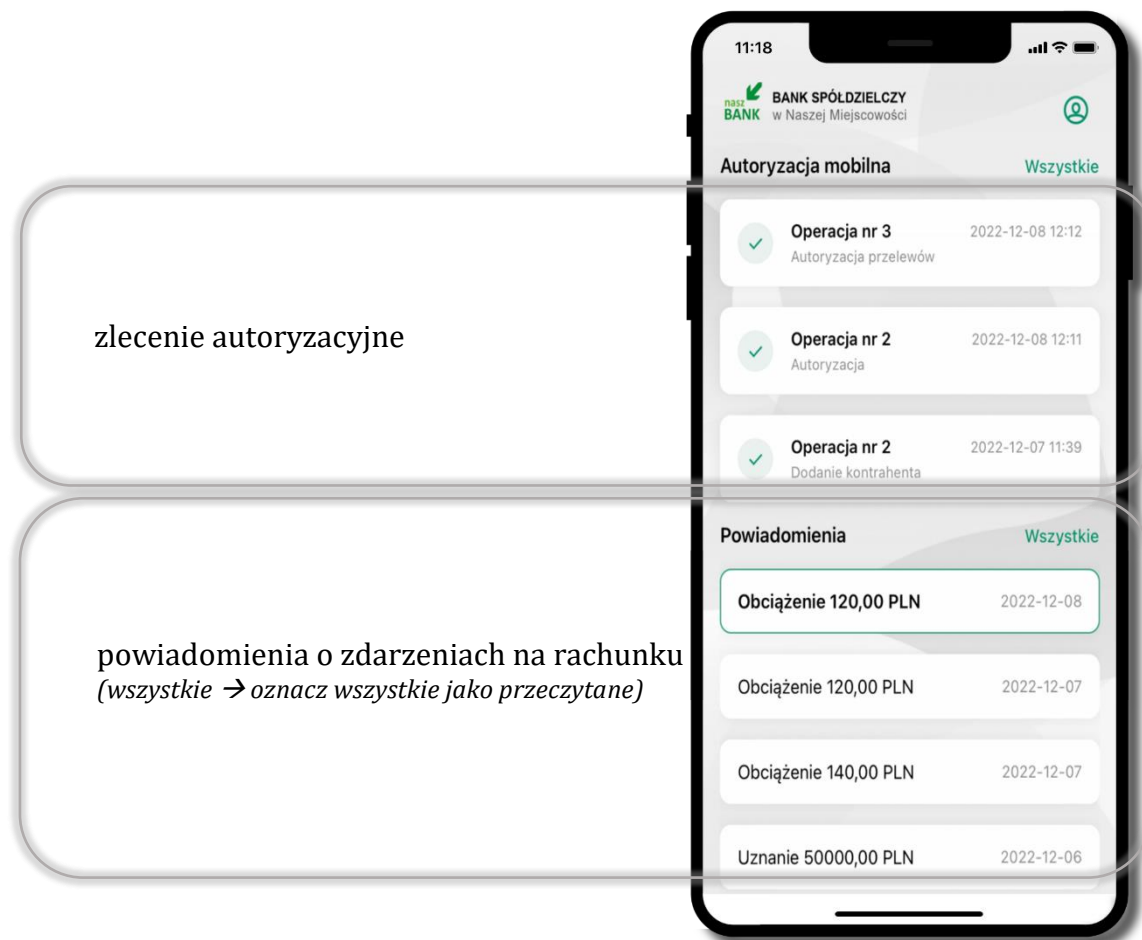 11:18
nasz BANK
BANK SPÓŁDZIELCZY
w Naszej Miejscowości
Autoryzacja mobilna Wszystkie
Operacja nr 3 2022-12-08 12:12
Autoryzacja przelewów
zlecenie autoryzacyjne
Operacja nr 2 2022-12-08 12:11
Autoryzacja
Operacja nr 2 2022-12-07 11:39
Dodanie kontrahenta
Powiadomienia Wszystkie
Obciążenie 120,00 PLN 2022-12-08
powiadomienia o zdarzeniach na rachunku
(wszystkie → oznacz wszystkie jako przeczytane)
Obciążenie 120,00 PLN 2022-12-07
Obciążenie 140,00 PLN 2022-12-07
Uznanie 50000,00 PLN 2022-12-06